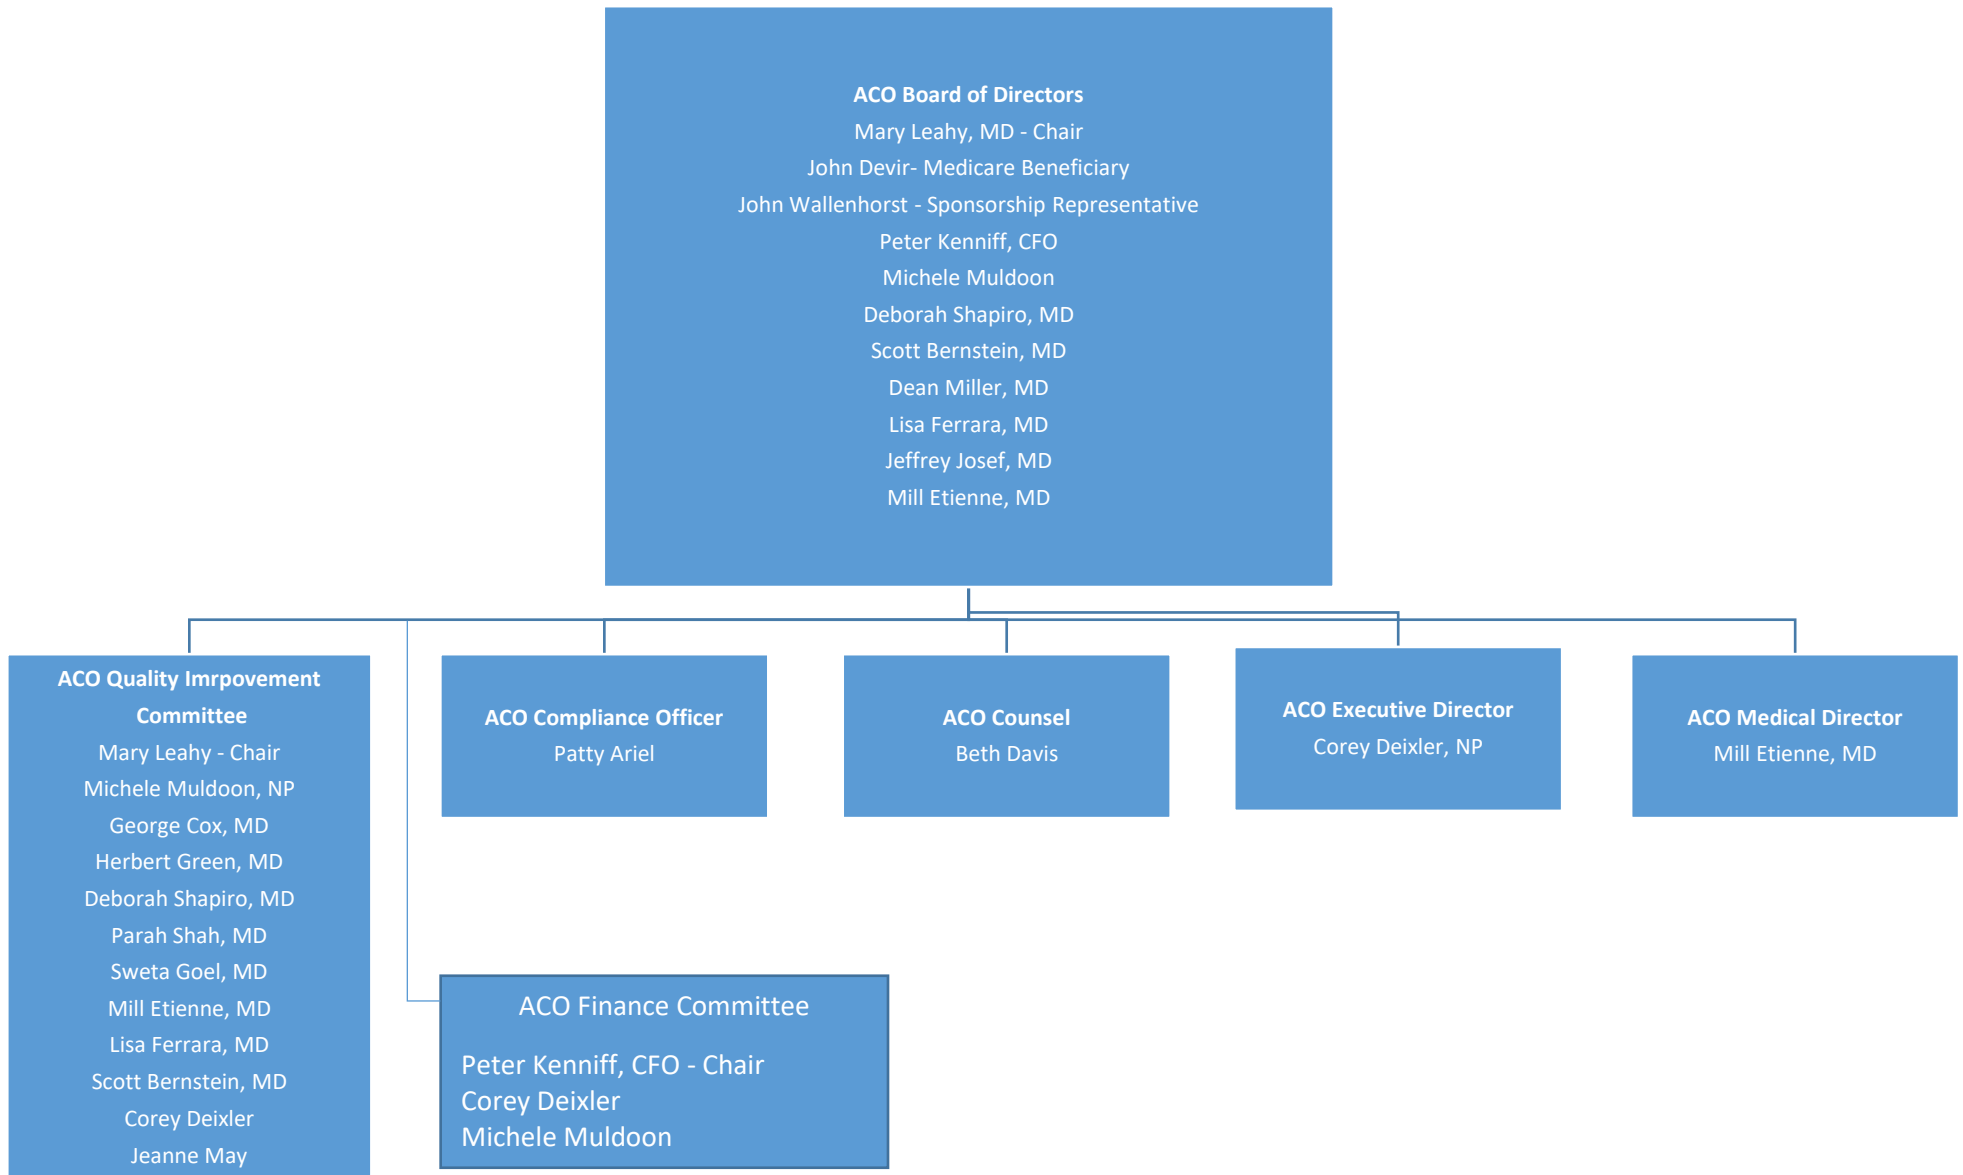 ACO Board of Directors
Mary Leahy, MD - Chair
John Devir- Medicare Beneficiary
John Wallenhorst - Sponsorship Representative
Peter Kenniff, CFO
Michele Muldoon
Deborah Shapiro, MD
Scott Bernstein, MD
Dean Miller, MD
Lisa Ferrara, MD
Jeffrey Josef, MD
Mill Etienne, MD
ACO Quality Imrpovement
Committee
Mary Leahy - Chair
Michele Muldoon, NP
George Cox, MD
Herbert Green, MD
Deborah Shapiro, MD
Parah Shah, MD
Sweta Goel, MD
Mill Etienne, MD
Lisa Ferrara, MD
Scott Bernstein, MD
Corey Deixler
Jeanne May
ACO Compliance Officer
Patty Ariel
ACO Counsel
Beth Davis
ACO Executive Director
Corey Deixler, NP
ACO Medical Director
Mill Etienne, MD
ACO Finance Committee
Peter Kenniff, CFO - Chair
Corey Deixler
Michele Muldoon